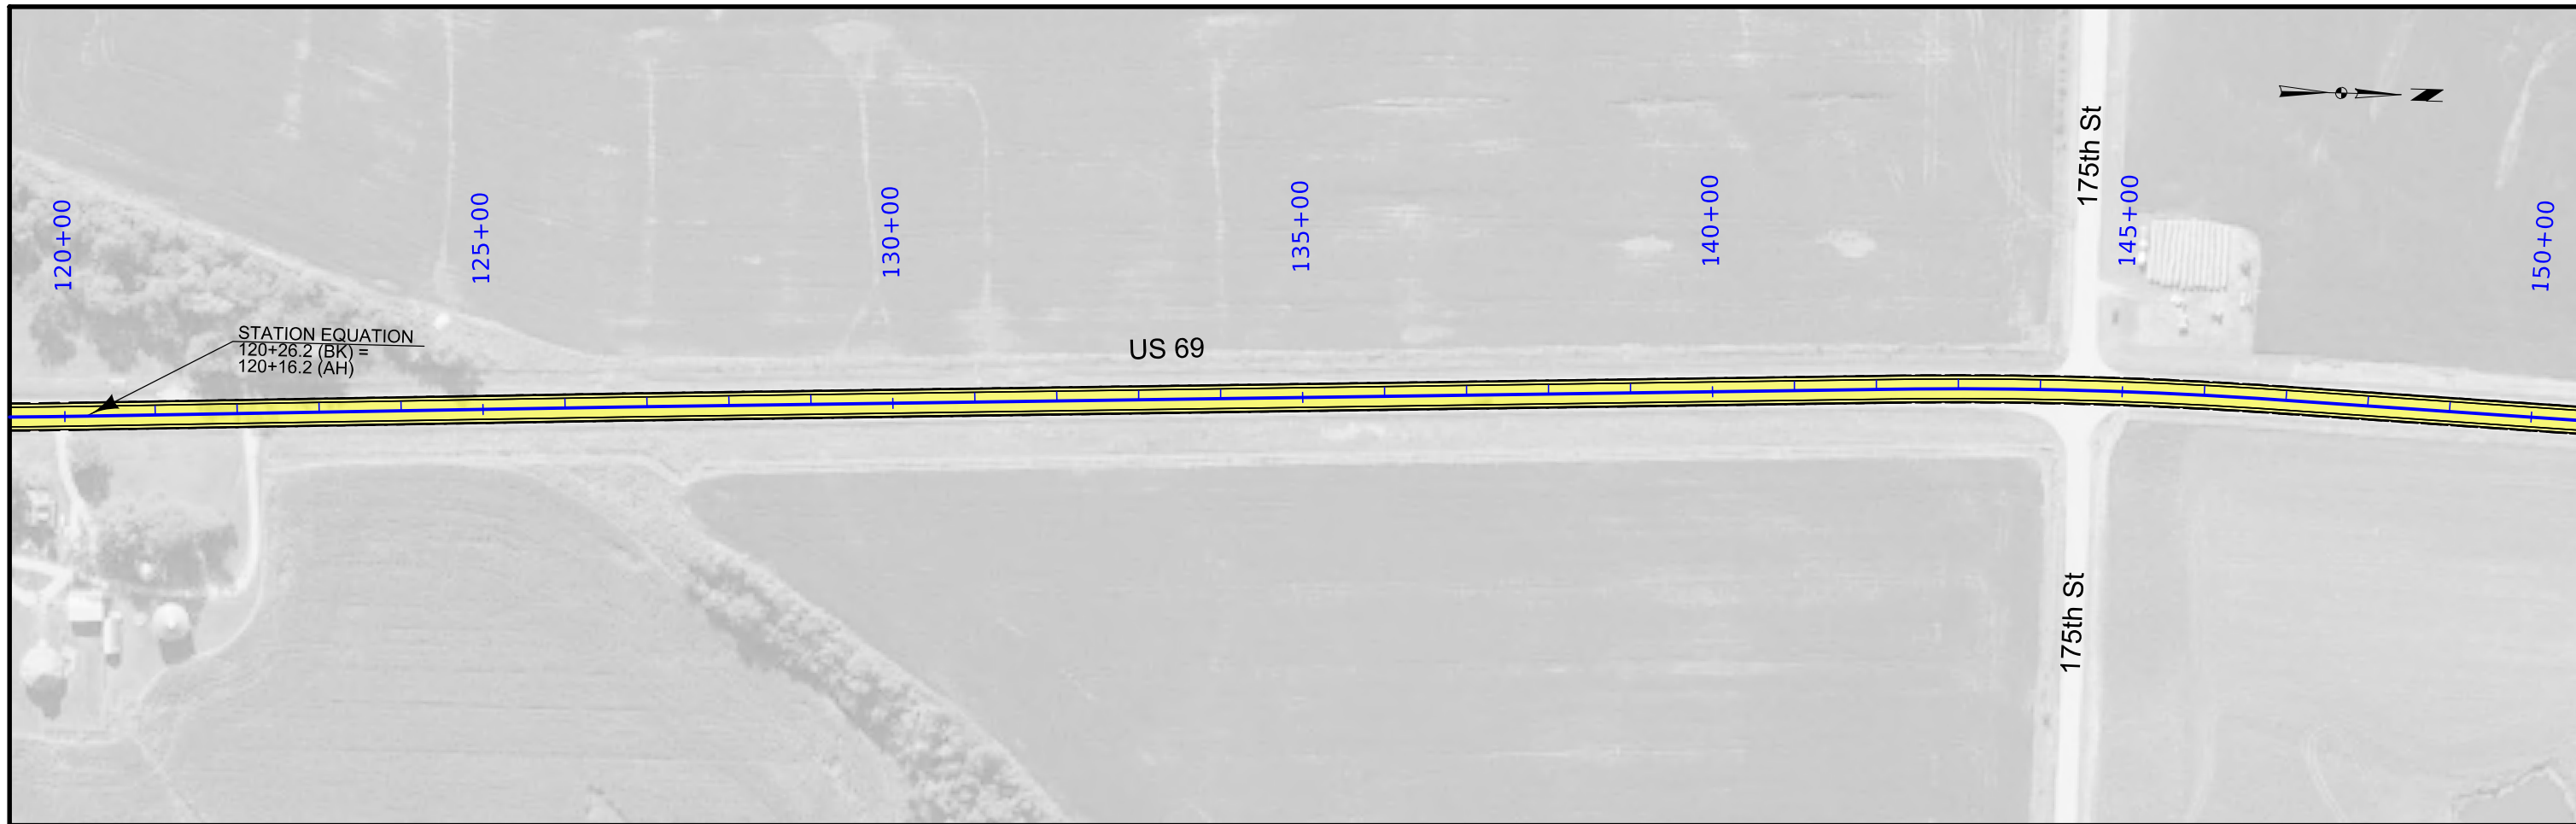 175th St
120+00
125+00
130+00
135+00
140+00
145+00
150+00
STATION EQUATION
120+26.2 (BK) =
120+16.2 (AH)
US 69
175th St
N